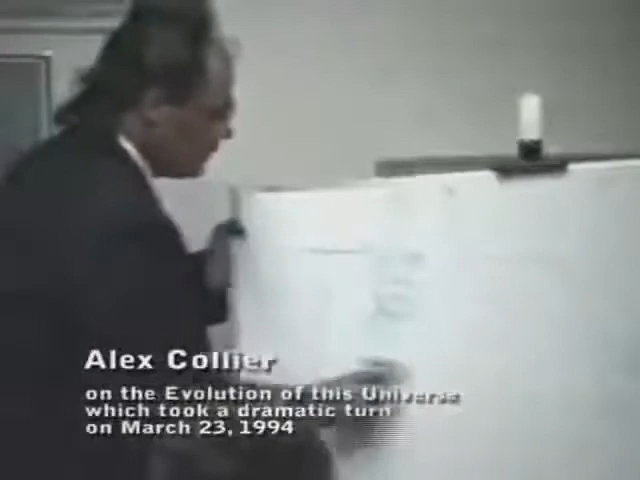 Alex Collier
on the Evolution of this Universe
which took a dramatic turn
on March 23, 1994